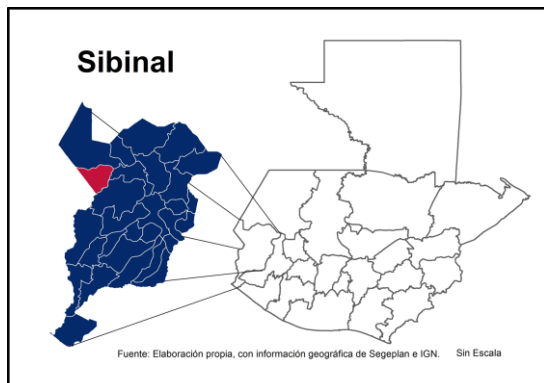 Sibinal
Fuente: Elaboración propia, con información geográfica de Segeplan e IGN. Sin Escala